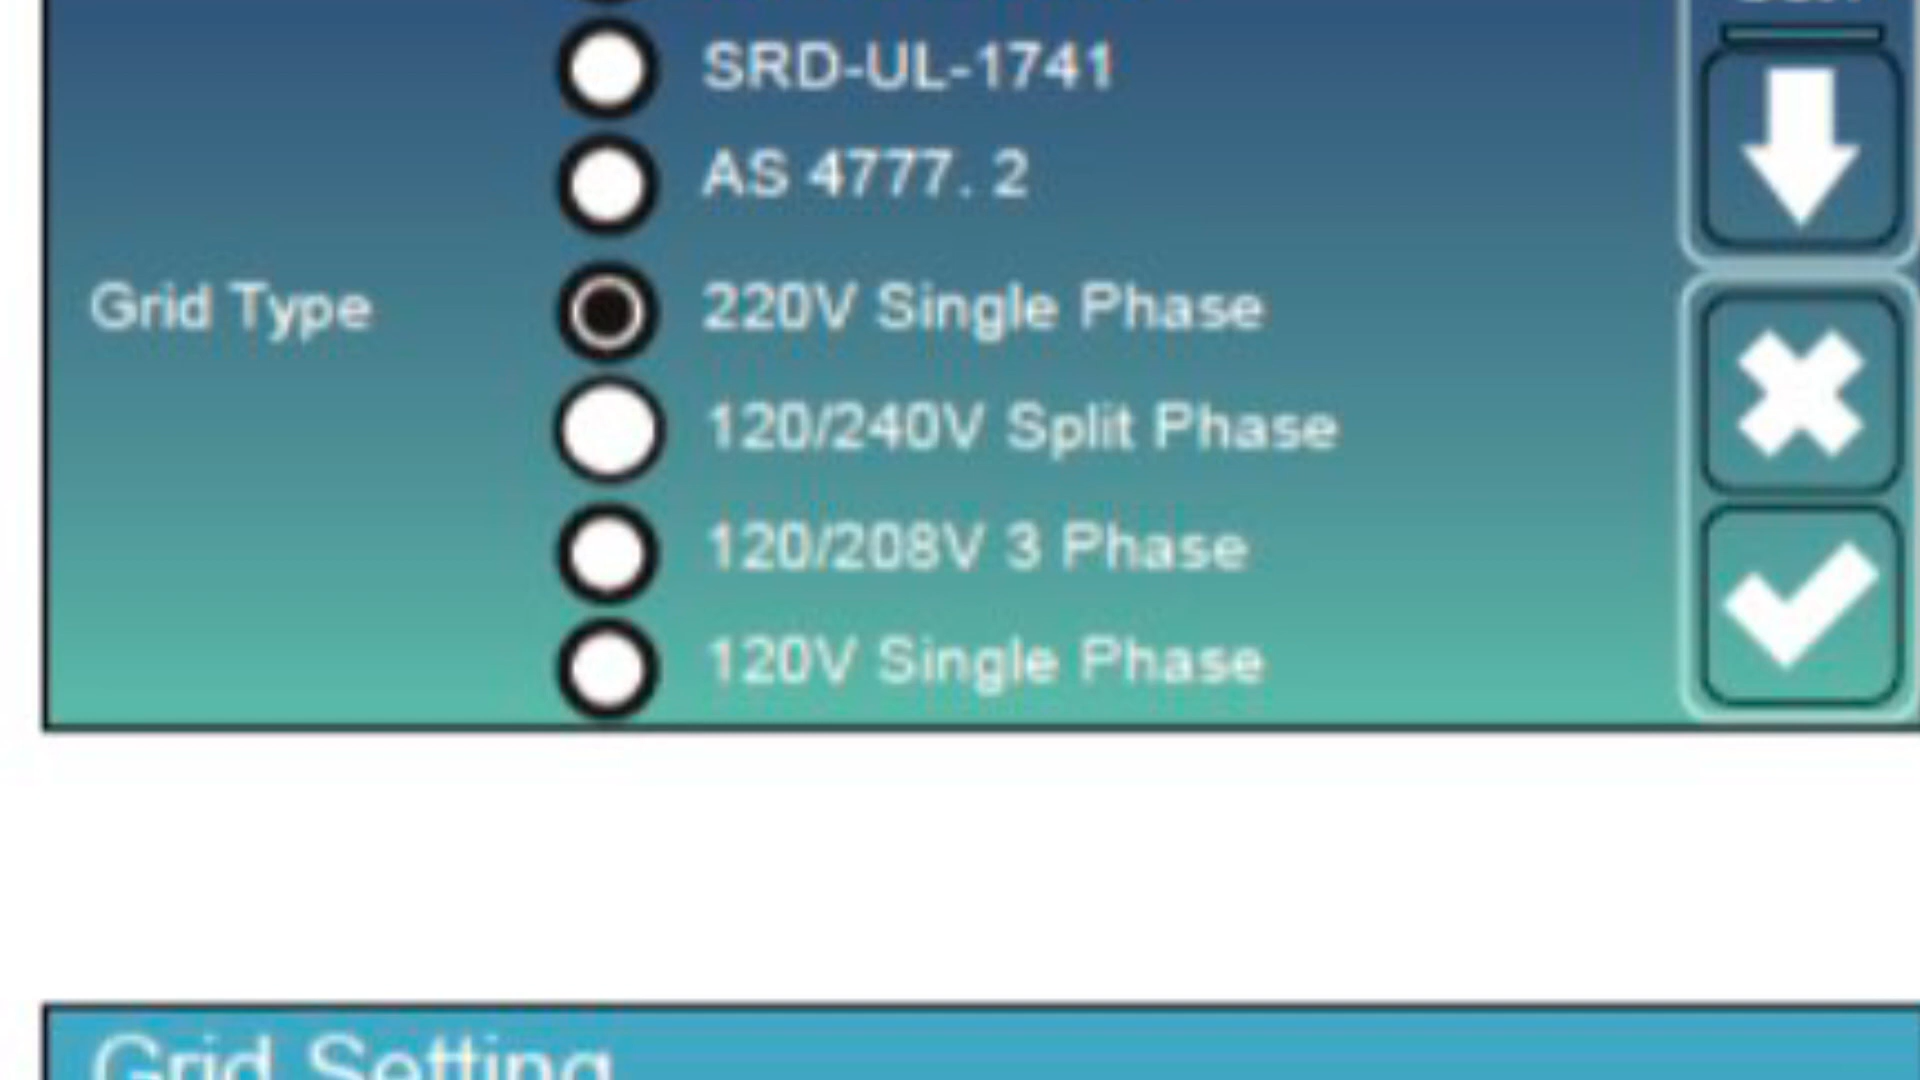 SRD-UL-1741
AS 4777. 2
Grid Type
220V Single Phase
120/240V Split Phase
120/208V 3 Phase
120V Single Phase
Grid Setting